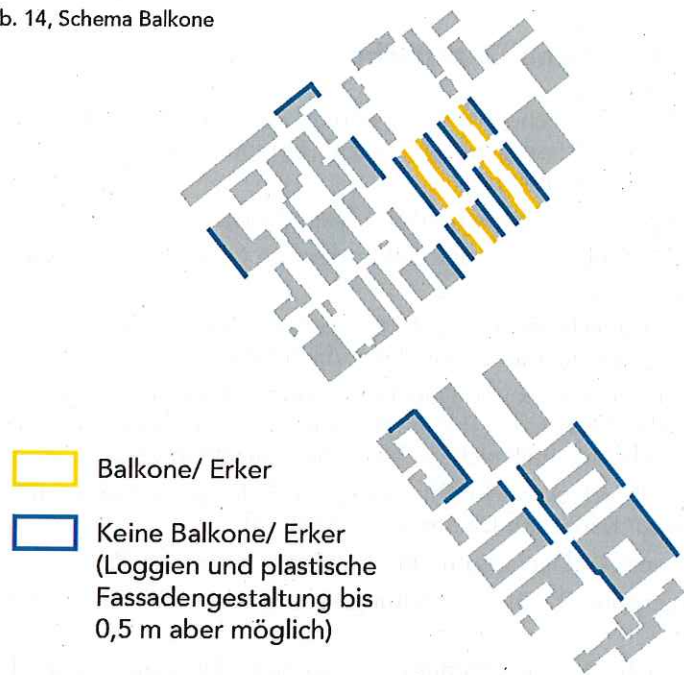 b. 14, Schema Balkone
Balkone/ Erker
Keine Balkone/ Erker
(Loggien und plastische
Fassadengestaltung bis
0,5 m aber möglich)